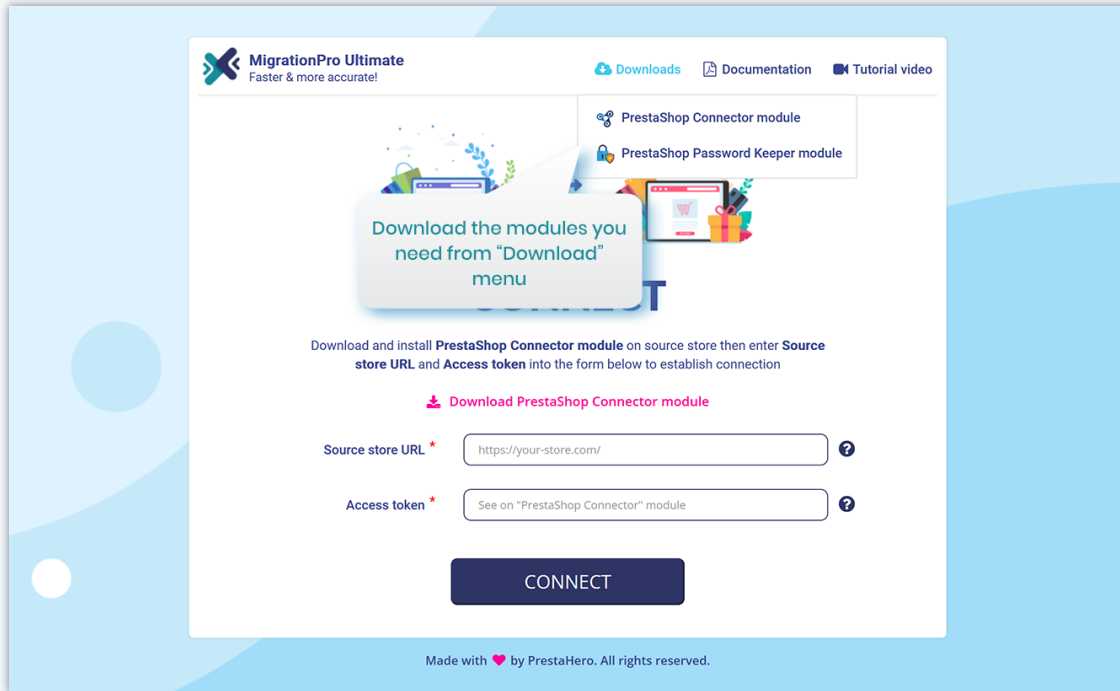 MigrationPro Ultimate
Faster & more accurate!
Downloads
Documentation
Tutorial video
PrestaShop Connector module
PrestaShop Password Keeper module
Download the modules you
need from “Download”
menu
Download and install PrestaShop Connector module on source store then enter Source
store URL and Access token into the form below to establish connection
Download PrestaShop Connector module
Source store URL *
https://your-store.com/
?
Access token *
See on "PrestaShop Connector" module
?
CONNECT
Made with ❤ by PrestaHero. All rights reserved.